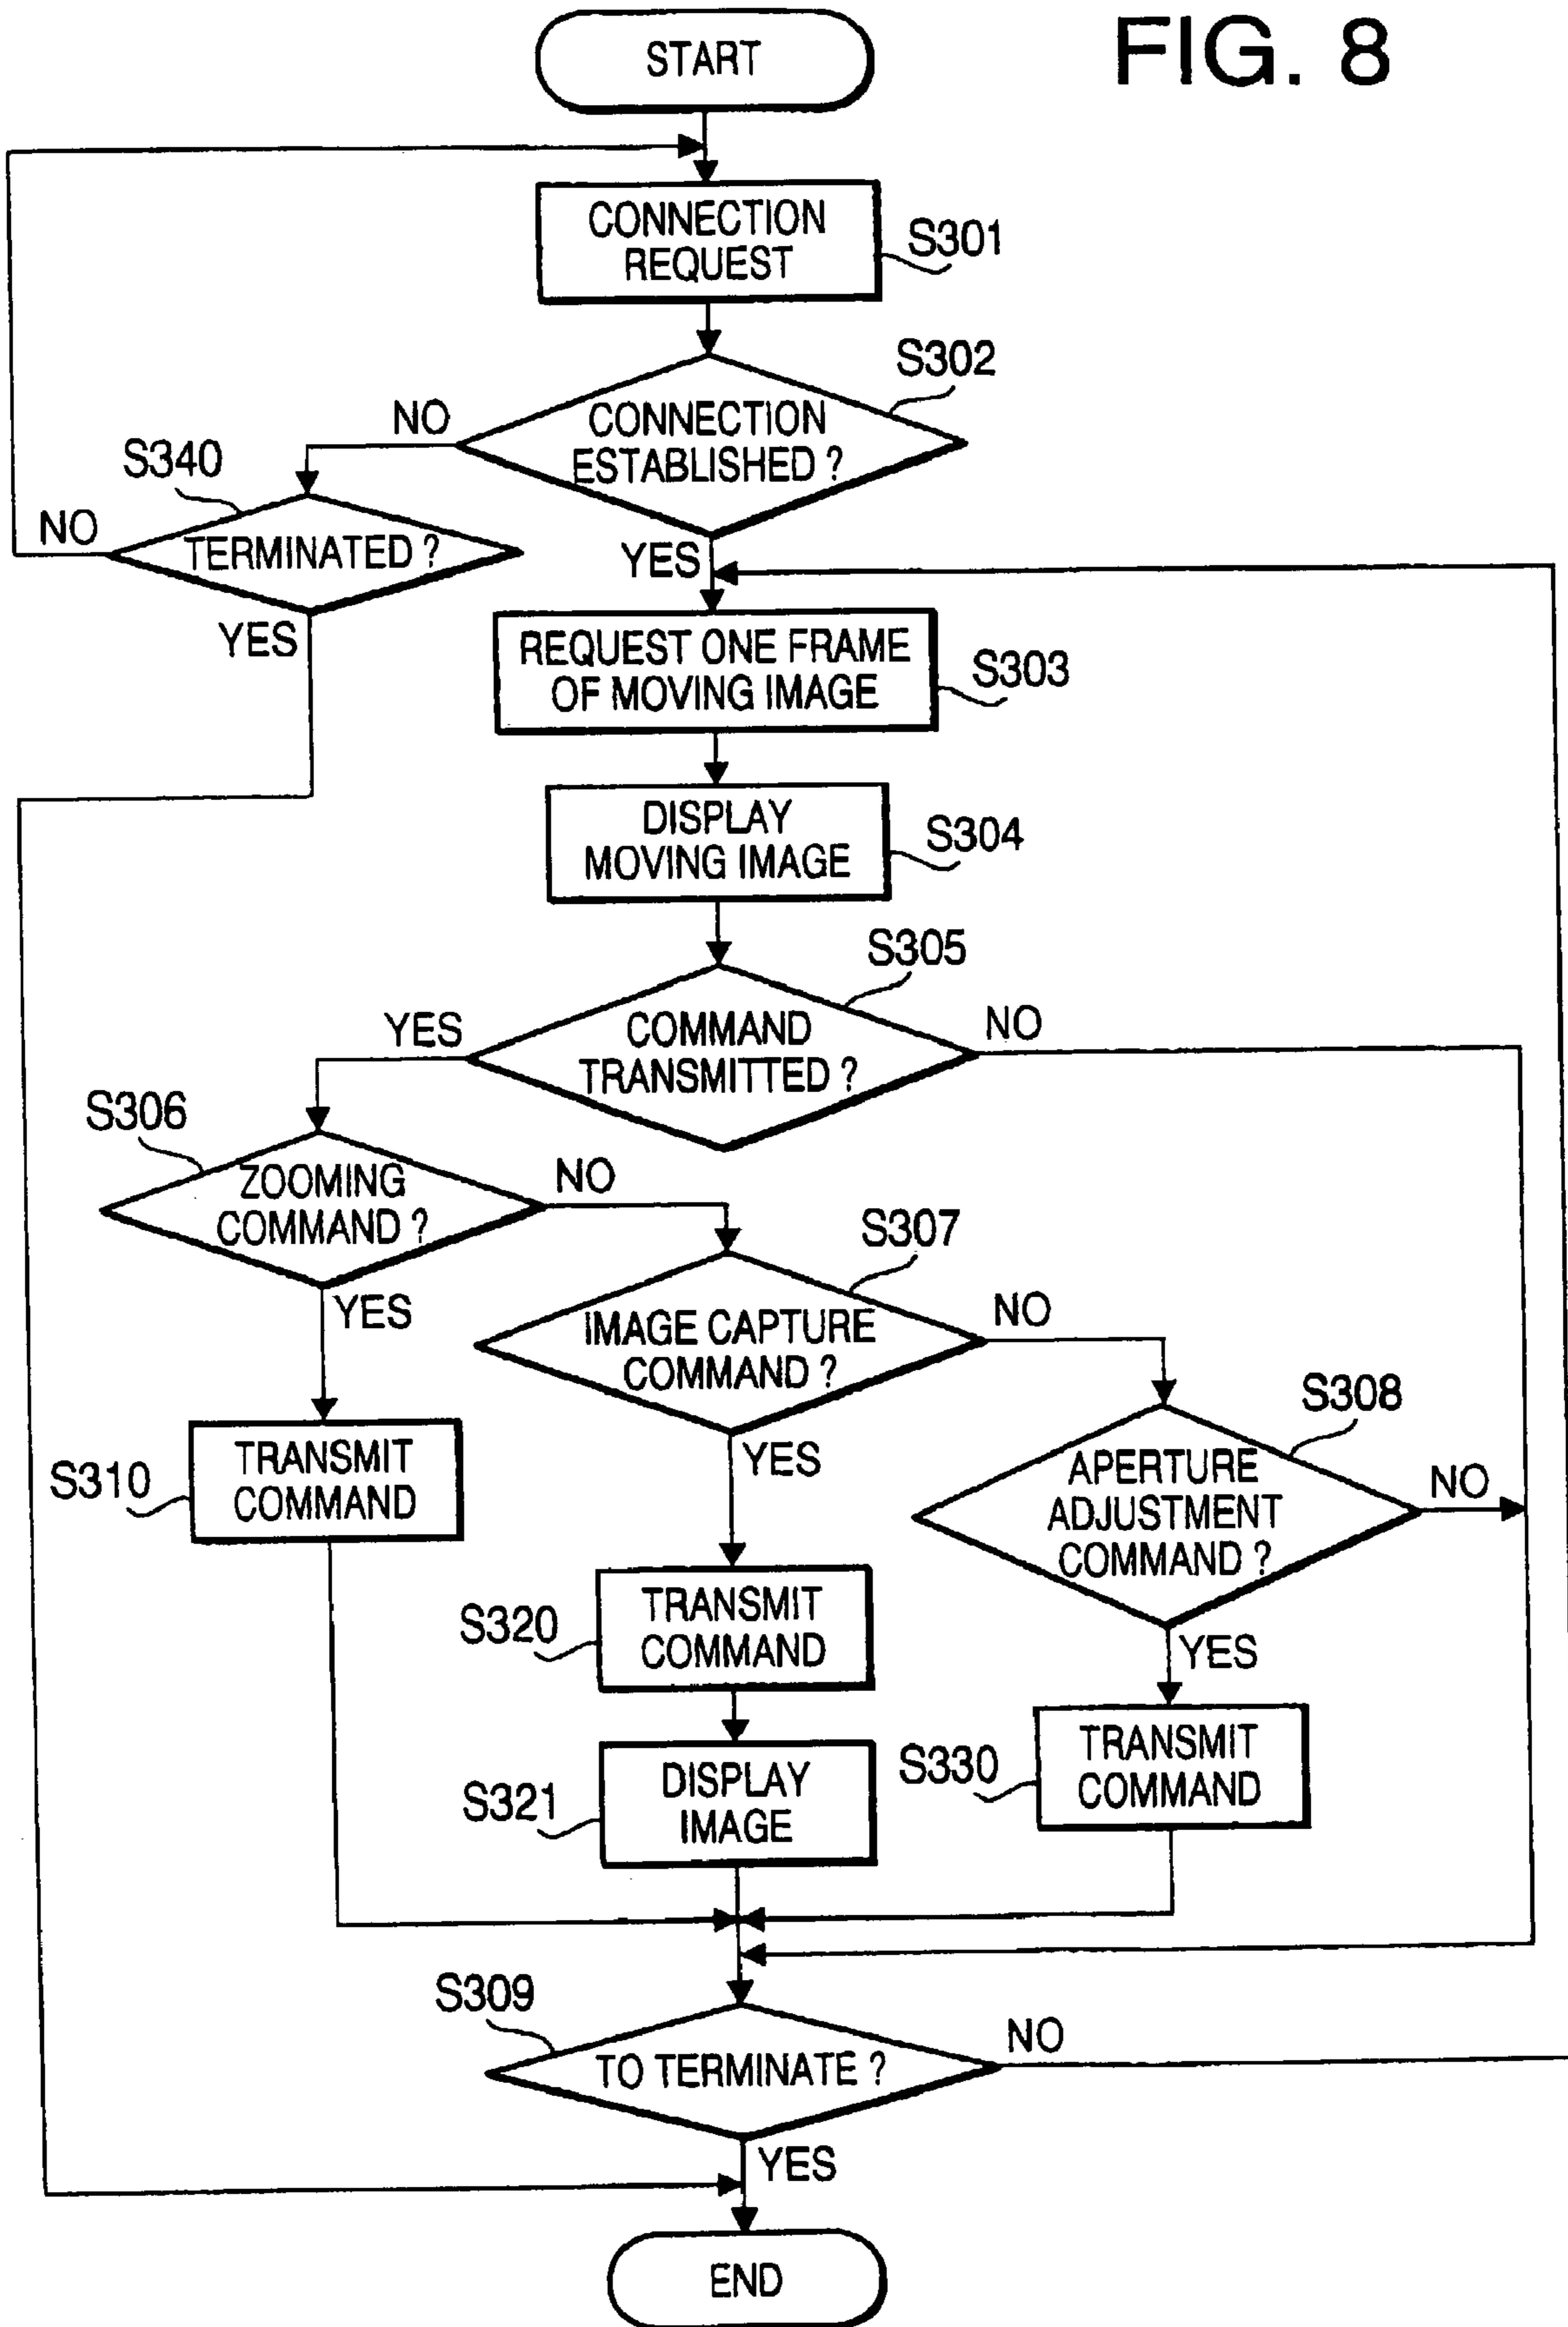 FIG. 8
START
CONNECTION
REQUEST
S301
S302
CONNECTION
ESTABLISHED ?
NO
S340
TERMINATED ?
NO
YES
YES
REQUEST ONE FRAME
OF MOVING IMAGE
S303
DISPLAY
MOVING IMAGE
S304
S305
COMMAND
TRANSMITTED ?
YES
NO
S306
ZOOMING
COMMAND ?
NO
YES
S307
IMAGE CAPTURE
COMMAND ?
NO
YES
S308
APERTURE
ADJUSTMENT
COMMAND ?
NO
YES
S310
TRANSMIT
COMMAND
S320
TRANSMIT
COMMAND
S321
DISPLAY
IMAGE
S330
TRANSMIT
COMMAND
S309
TO TERMINATE ?
NO
YES
END